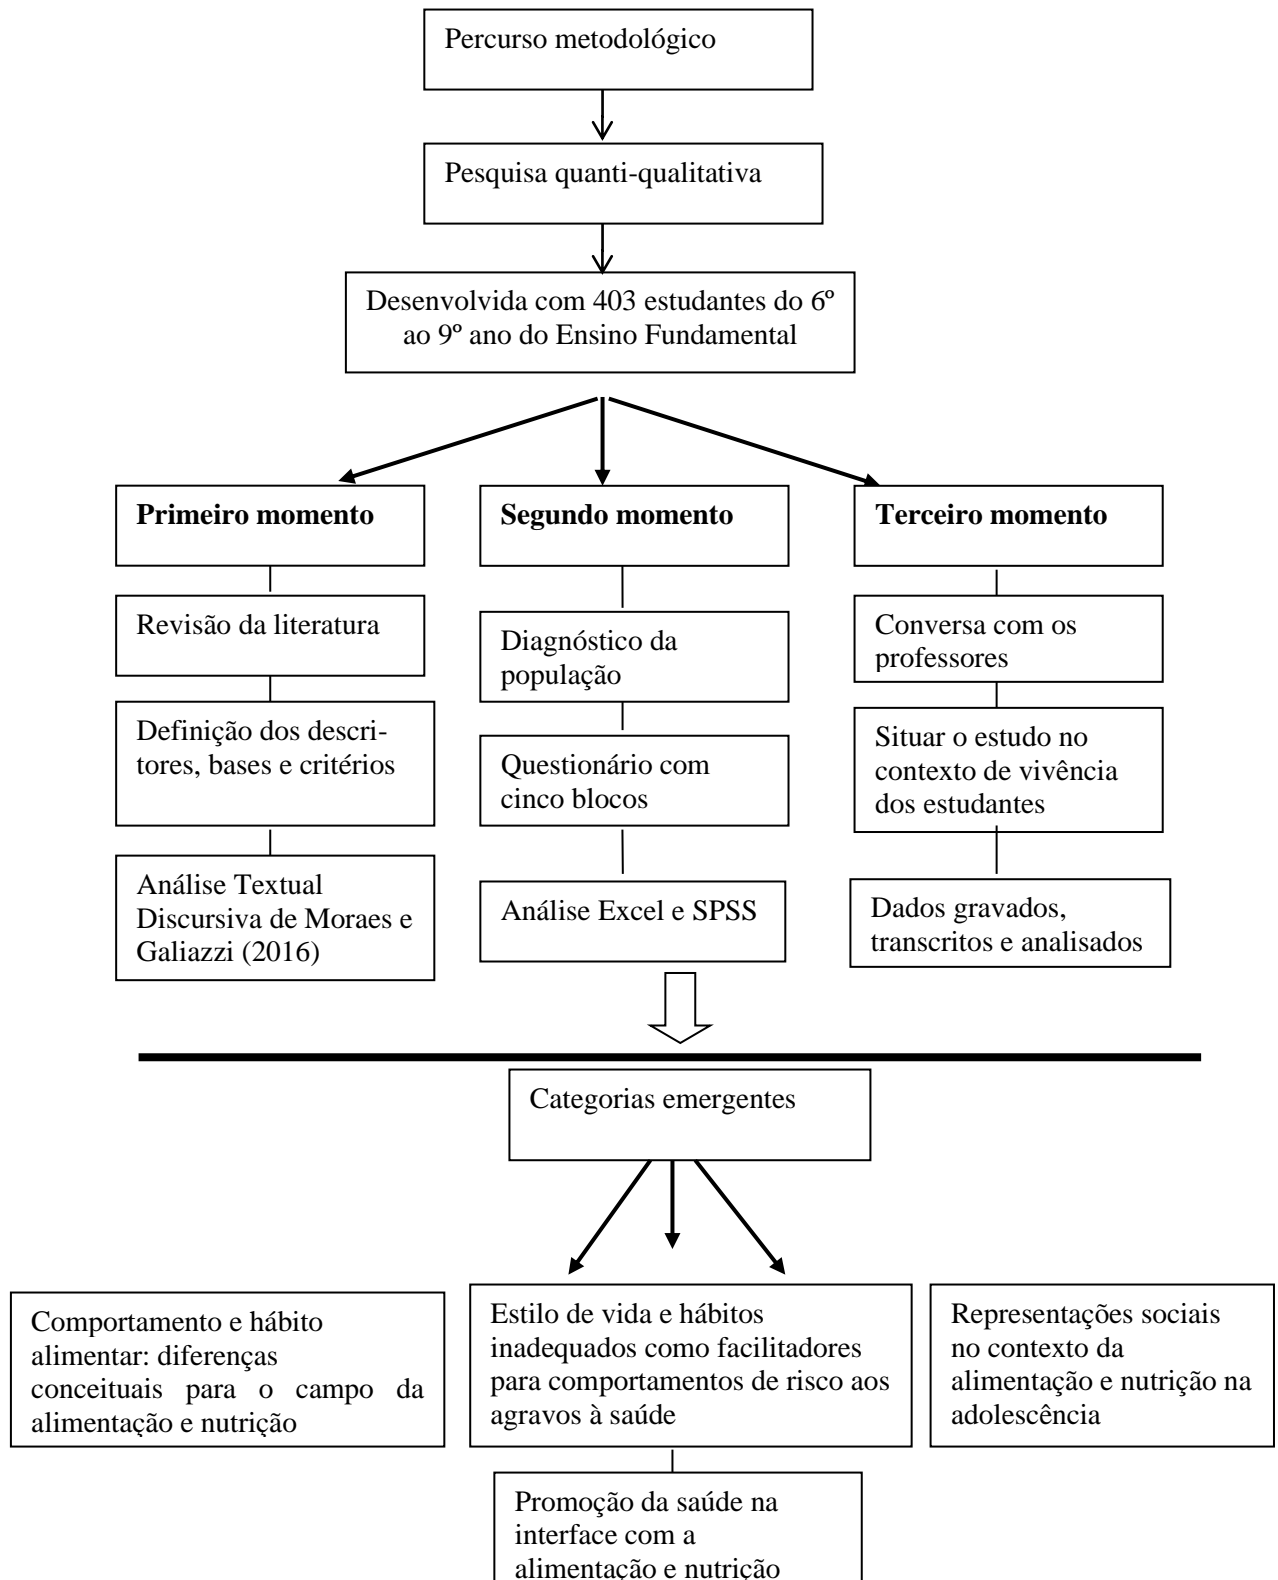 Percurso metodológico
Pesquisa quanti-qualitativa
Desenvolvida com 403 estudantes do 6º
ao 9º ano do Ensino Fundamental
Primeiro momento
Revisão da literatura
Definição dos descri-
tores, bases e critérios
Análise Textual
Discursiva de Moraes e
Galiazzi (2016)
Segundo momento
Diagnóstico da
população
Questionário com
cinco blocos
Análise Excel e SPSS
Terceiro momento
Conversa com os
professores
Situar o estudo no
contexto de vivência
dos estudantes
Dados gravados,
transcritos e analisados
Categorias emergentes
Comportamento e hábito
alimentar: diferenças
conceituais para o campo da
alimentação e nutrição
Estilo de vida e hábitos
inadequados como facilitadores
para comportamentos de risco aos
agravos à saúde
Representações sociais
no contexto da
alimentação e nutrição na
adolescência
Promoção da saúde na
interface com a
alimentação e nutrição